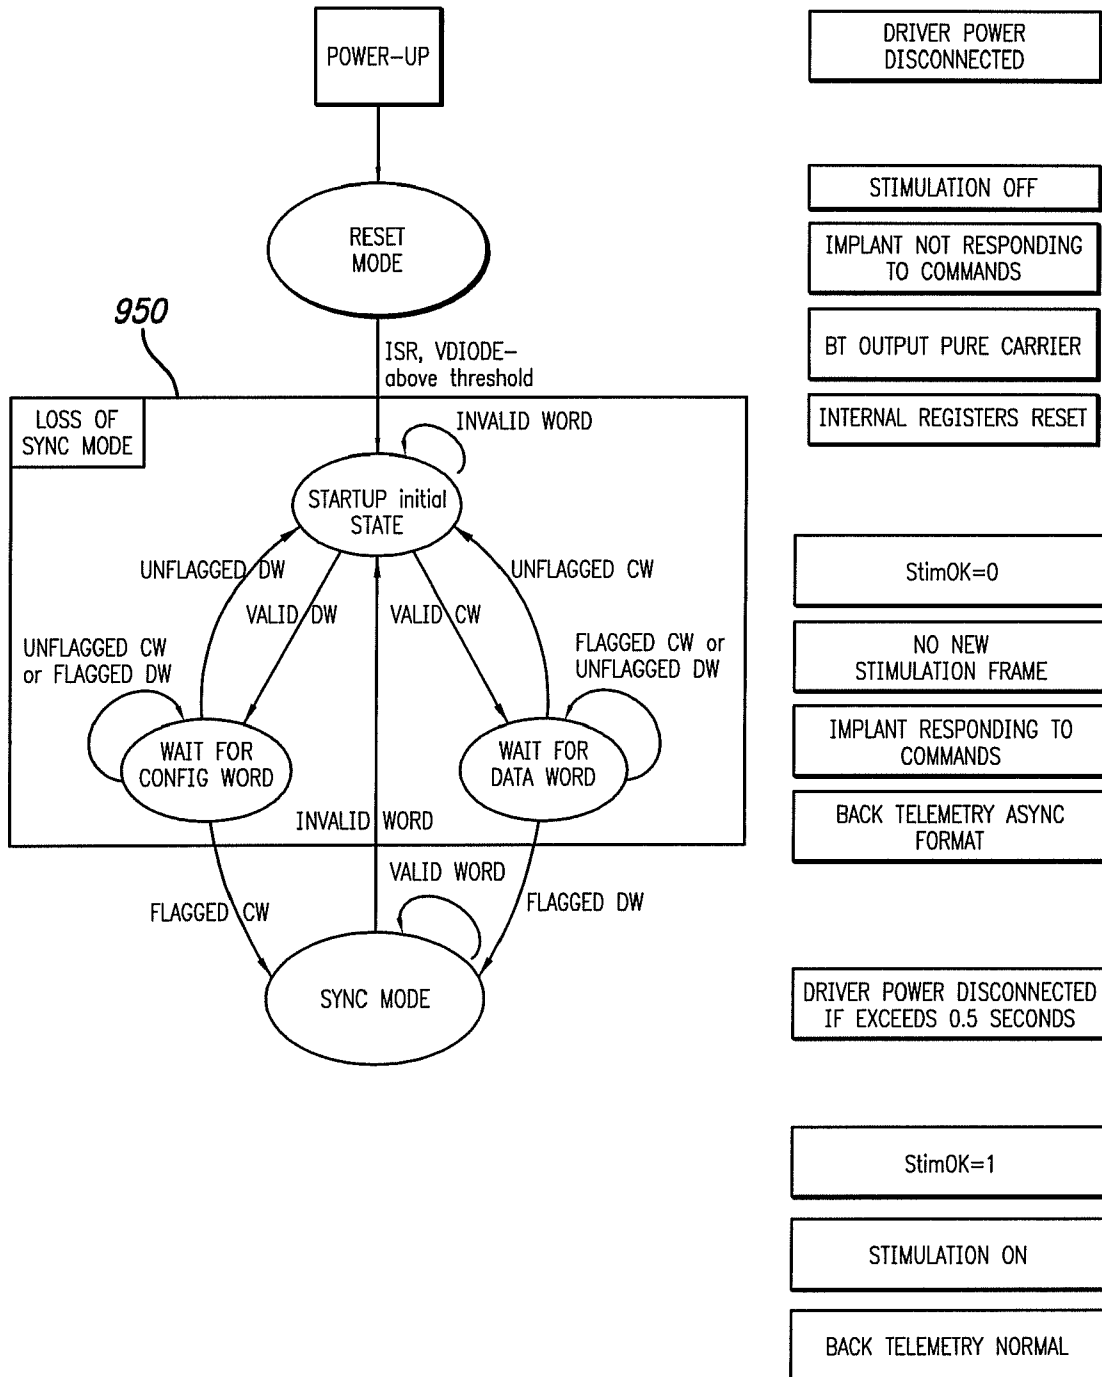 POWER-UP
DRIVER POWER
DISCONNECTED
RESET
MODE
STIMULATION OFF
IMPLANT NOT RESPONDING
TO COMMANDS
BT OUTPUT PURE CARRIER
INTERNAL REGISTERS RESET
950
ISR, VDIODE-
above threshold
LOSS OF
SYNC MODE
INVALID WORD
STARTUP initial
STATE
UNFLAGGED DW
VALID DW
VALID CW
UNFLAGGED CW
UNFLAGGED CW
or FLAGGED DW
FLAGGED CW or
UNFLAGGED DW
WAIT FOR
CONFIG WORD
WAIT FOR
DATA WORD
INVALID WORD
StimOK=0
NO NEW
STIMULATION FRAME
IMPLANT RESPONDING TO
COMMANDS
BACK TELEMETRY ASYNC
FORMAT
VALID WORD
FLAGGED CW
FLAGGED DW
SYNC MODE
DRIVER POWER DISCONNECTED
IF EXCEEDS 0.5 SECONDS
StimOK=1
STIMULATION ON
BACK TELEMETRY NORMAL